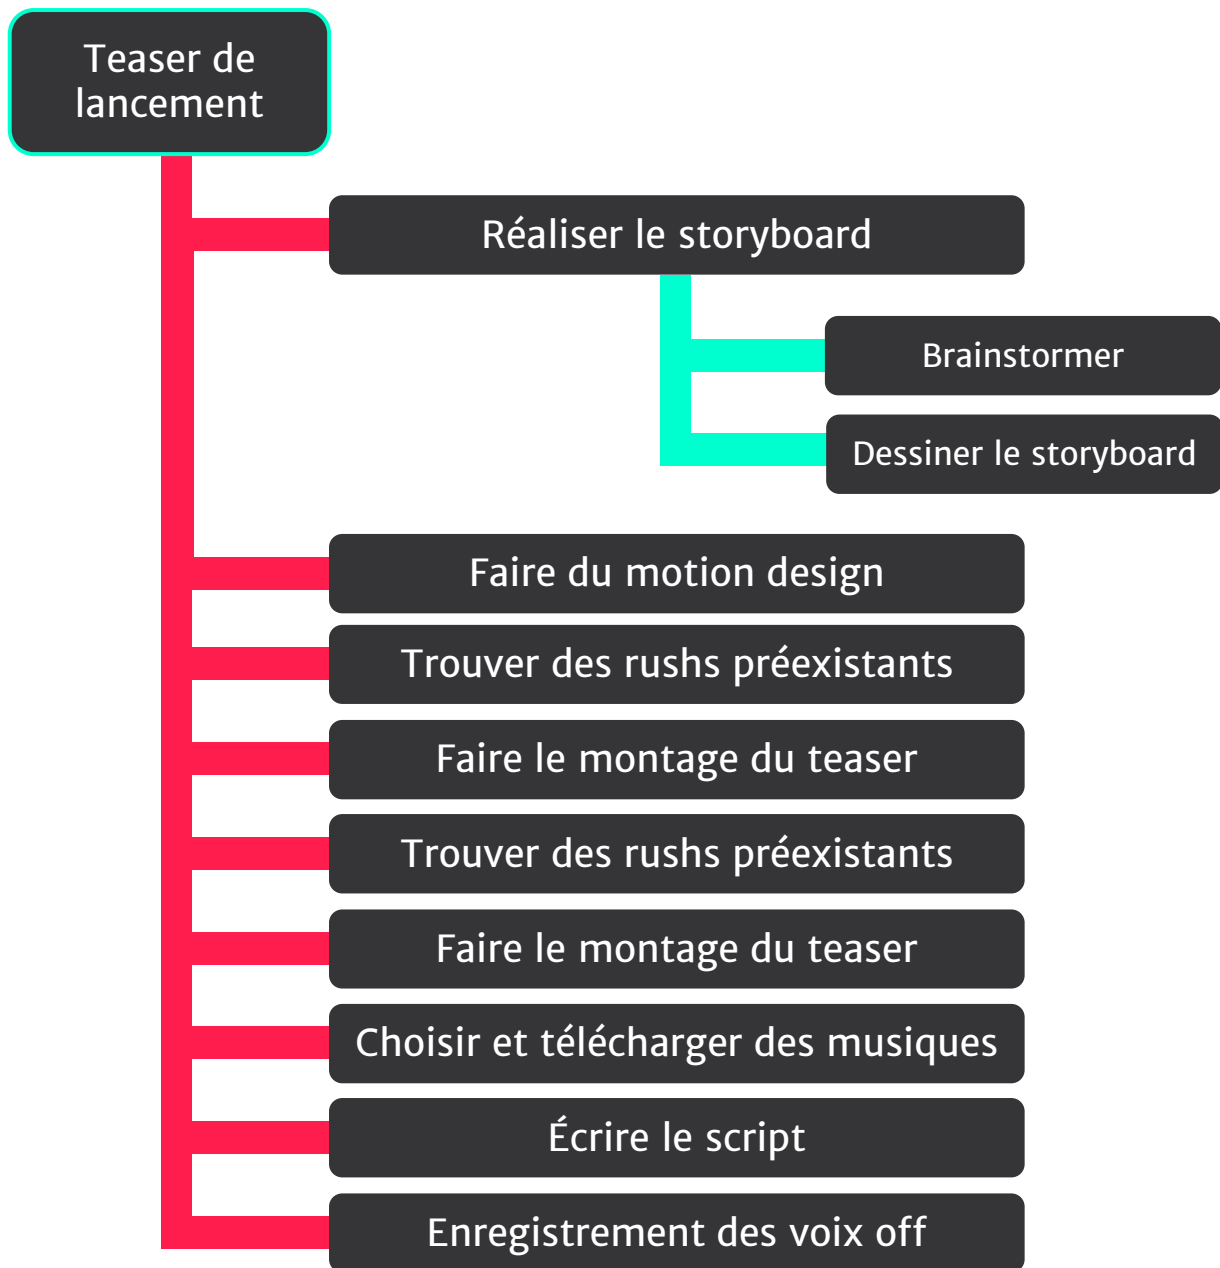 Teaser de
lancement
Réaliser le storyboard
Brainstormer
Dessiner le storyboard
Faire du motion design
Trouver des rushs préexistants
Faire le montage du teaser
Trouver des rushs préexistants
Faire le montage du teaser
Choisir et télécharger des musiques
Écrire le script
Enregistrement des voix off